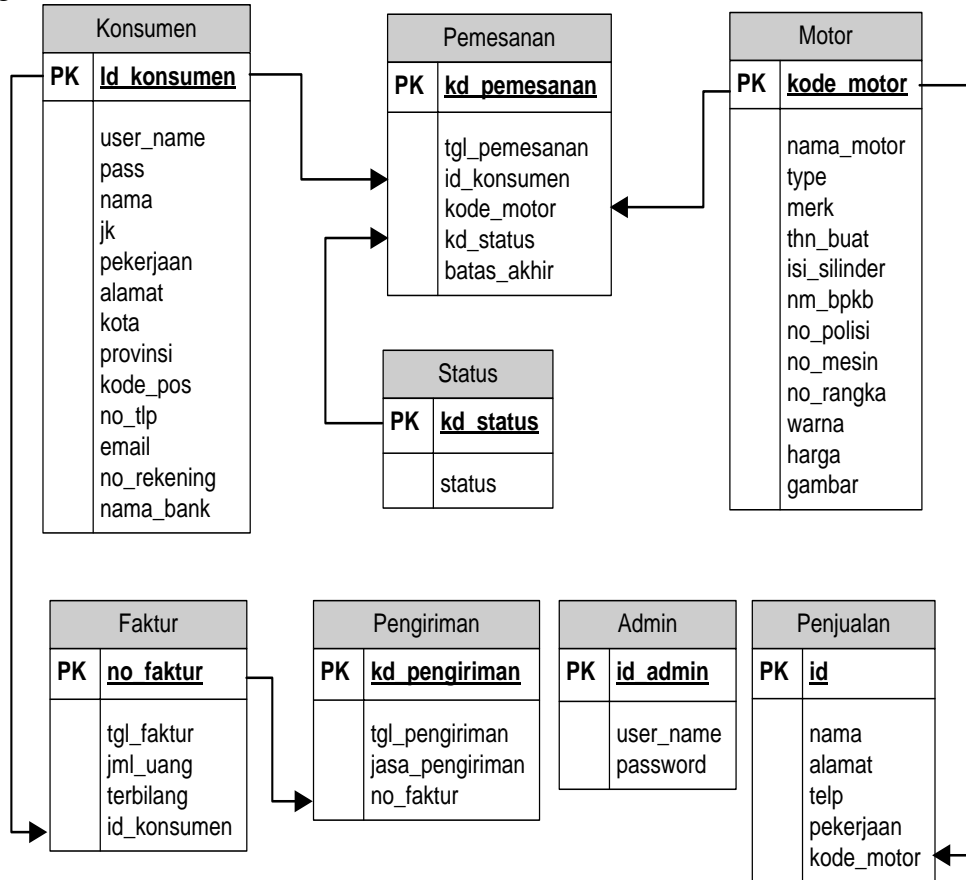 Konsumen
PK Id_konsumen
user_name
pass
nama
jk
pekerjaan
alamat
kota
provinsi
kode_pos
no_tlp
email
no_rekening
nama_bank
Pemesanan
PK kd_pemesanan
tgl_pemesanan
id_konsumen
kode_motor
kd_status
batas_akhir
Motor
PK kode_motor
nama_motor
type
merk
thn_buat
isi_silinder
nm_bpkb
no_polisi
no_mesin
no_rangka
warna
harga
gambar
Status
PK kd_status
status
Faktur
PK no_faktur
tgl_faktur
jml_uang
terbilang
id_konsumen
Pengiriman
PK kd_pengiriman
tgl_pengiriman
jasa_pengiriman
no_faktur
Admin
PK id_admin
user_name
password
Penjualan
PK id
nama
alamat
telp
pekerjaan
kode_motor